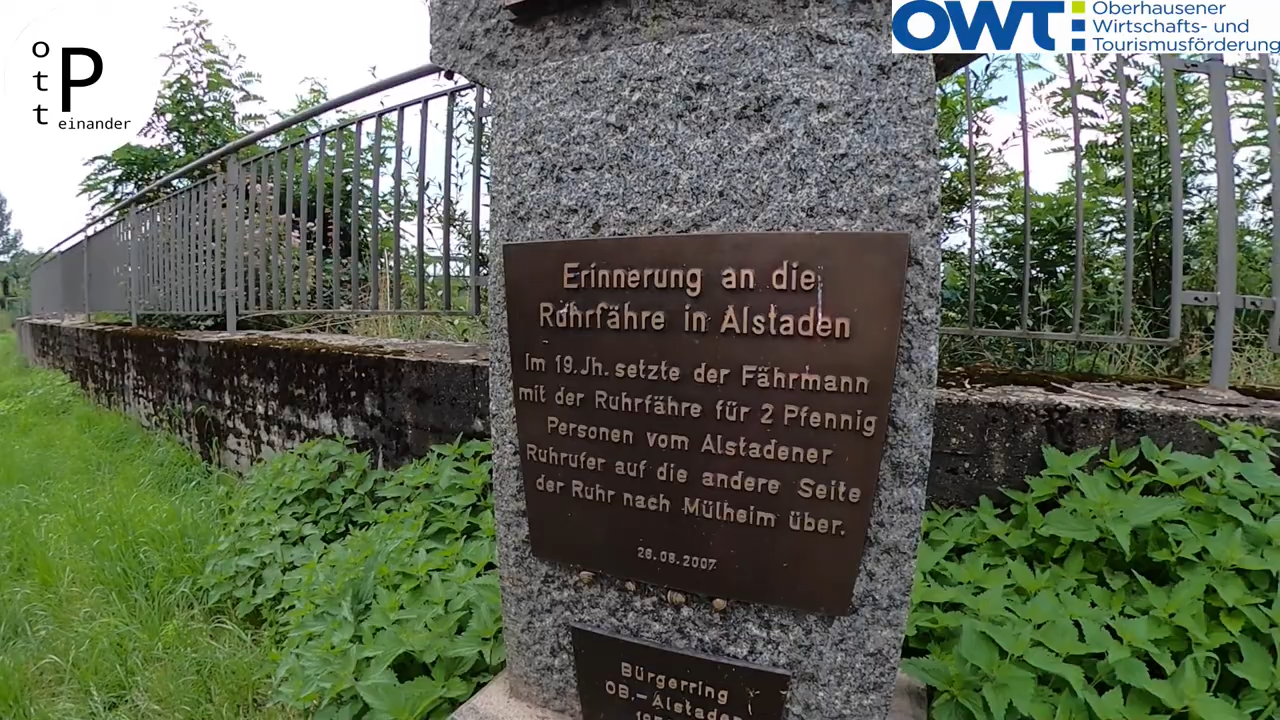 ott
P
einander
OWT:
Oberhausener
Wirtschafts- und
Tourismusförderung
Erinnerung an die
Ruhrfähre in Alstaden
Im 19. Jh. setzte der Fährmann
mit der Ruhrfähre für 2 Pfennig
Personen vom Alstadener
Ruhrufer auf die andere Seite
der Ruhr nach Mülheim über.
26.08.2007
Bürgerring
OB.-Alstaden